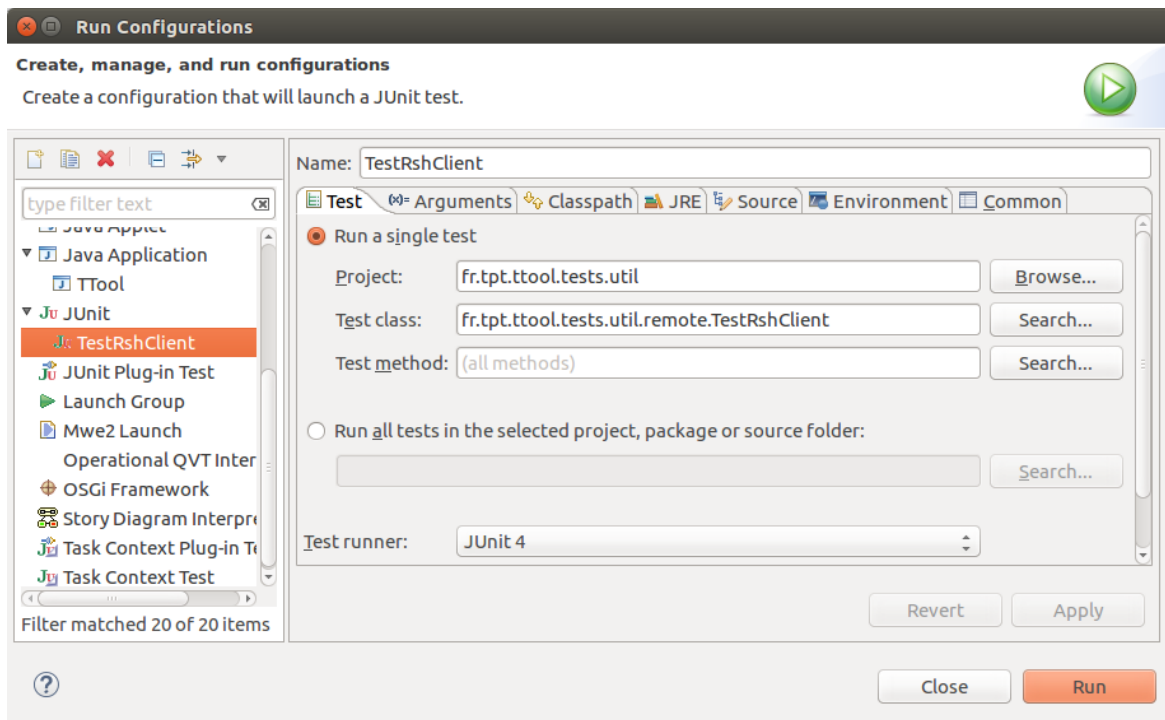 Run Configurations
Create, manage, and run configurations
Create a configuration that will launch a JUnit test.
type filter text
Java Applet
Java Application
TTool
JUnit
TestRshClient
JUnit Plug-in Test
Launch Group
Mwe2 Launch
Operational QVT Inter
OSGi Framework
Story Diagram Interpre
Task Context Plug-in Te
Task Context Test
Filter matched 20 of 20 items
Name: TestRshClient
Test Arguments Classpath JRE Source Environment Common
Run a single test
Project: fr.tpt.ttool.tests.util Browse...
Test class: fr.tpt.ttool.tests.util.remote.TestRshClient Search...
Test method: (all methods) Search...
Run all tests in the selected project, package or source folder:
Search...
Test runner: JUnit 4
Revert Apply
Close Run